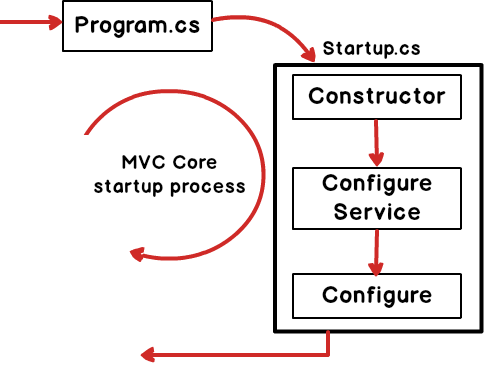 Program.cs
Startup.cs
Constructor
MVC Core
startup process
Configure
Service
Configure